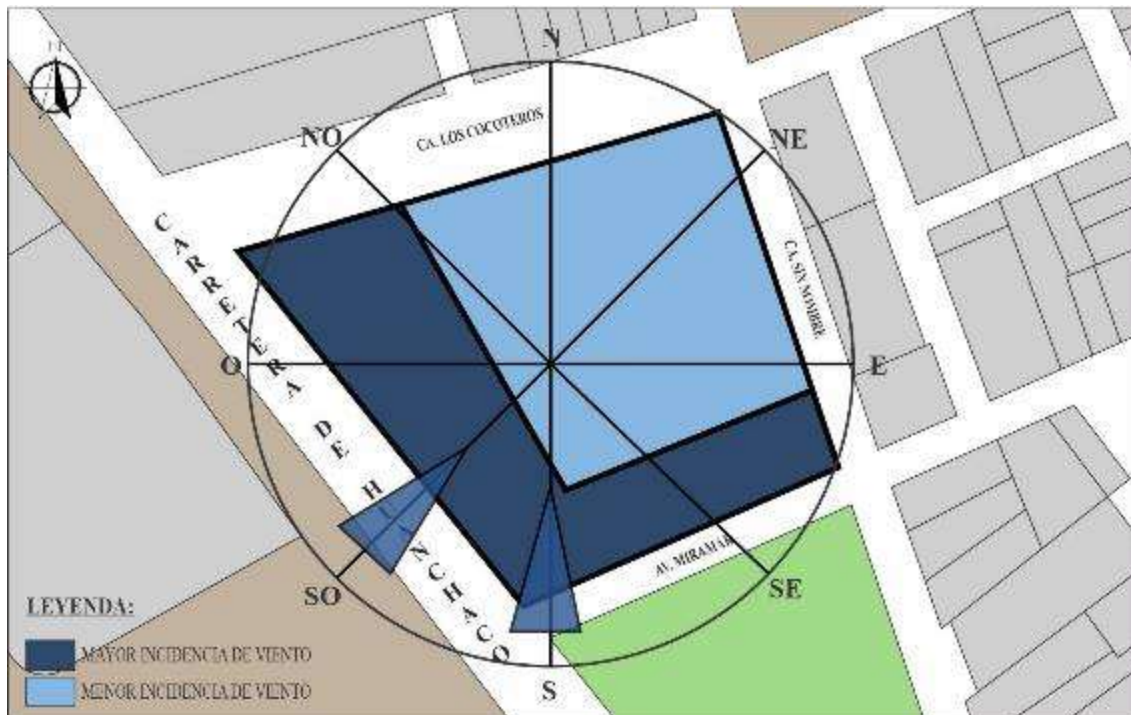 N
NO
NE
CA. LOS COCOTEROS
CARRETERA DE HUANCHACO
CA. SIN NOMBRE
O
E
AV. MIRAMAR
SO
SE
S
LEYENDA:
MAYOR INCIDENCIA DE VIENTO
MENOR INCIDENCIA DE VIENTO